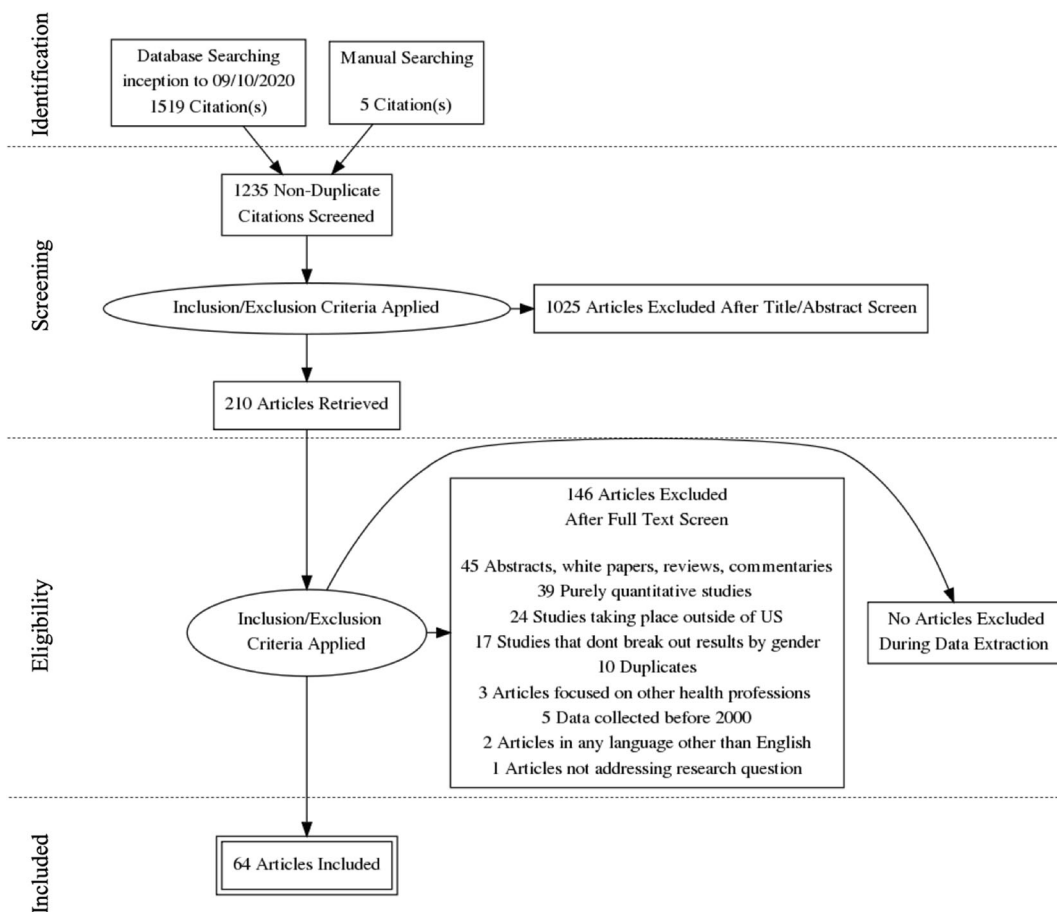 Identification
Database Searching
inception to 09/10/2020
1519 Citation(s)
Manual Searching
5 Citation(s)
Screening
1235 Non-Duplicate
Citations Screened
Inclusion/Exclusion Criteria Applied
1025 Articles Excluded After Title/Abstract Screen
210 Articles Retrieved
Eligibility
Inclusion/Exclusion
Criteria Applied
146 Articles Excluded
After Full Text Screen
45 Abstracts, white papers, reviews, commentaries
39 Purely quantitative studies
24 Studies taking place outside of US
17 Studies that dont break out results by gender
10 Duplicates
3 Articles focused on other health professions
5 Data collected before 2000
2 Articles in any language other than English
1 Articles not addressing research question
No Articles Excluded
During Data Extraction
Included
64 Articles Included